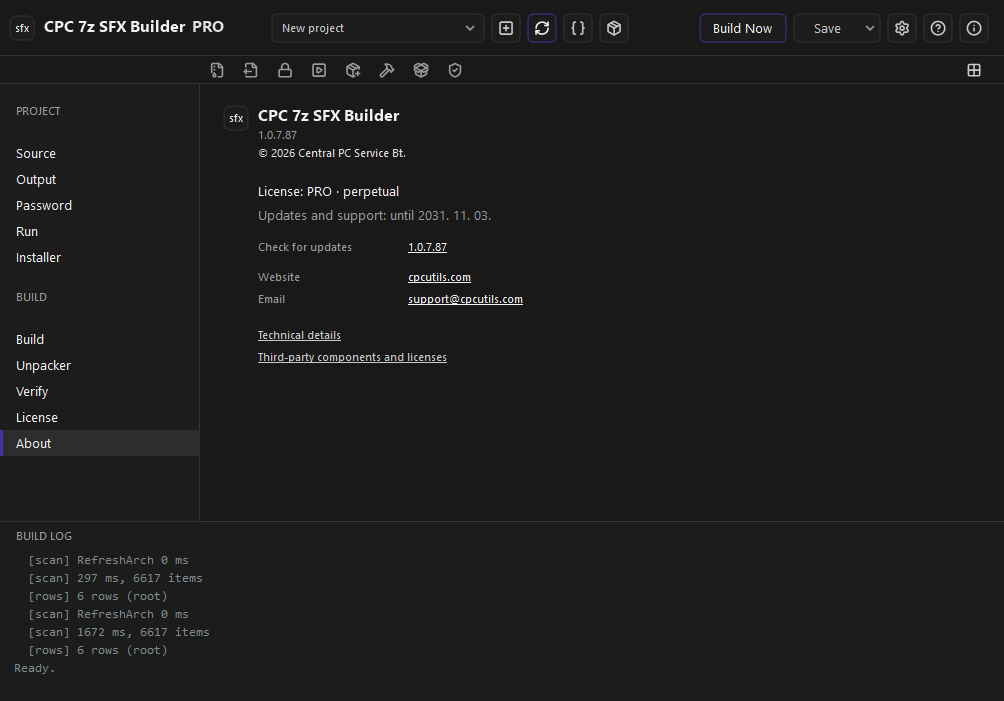 sfx CPC 7z SFX Builder PRO
New project
{ }
Build Now
Save
PROJECT
Source
Output
Password
Run
Installer
BUILD
Build
Unpacker
Verify
License
About
sfx CPC 7z SFX Builder
1.0.7.87
© 2026 Central PC Service Bt.
License: PRO · perpetual
Updates and support: until 2031. 11. 03.
Check for updates 1.0.7.87
Website cpcutils.com
Email support@cpcutils.com
Technical details
Third-party components and licenses
BUILD LOG
[scan] RefreshArch 0 ms
[scan] 297 ms, 6617 items
[rows] 6 rows (root)
[scan] RefreshArch 0 ms
[scan] 1672 ms, 6617 items
[rows] 6 rows (root)
Ready.